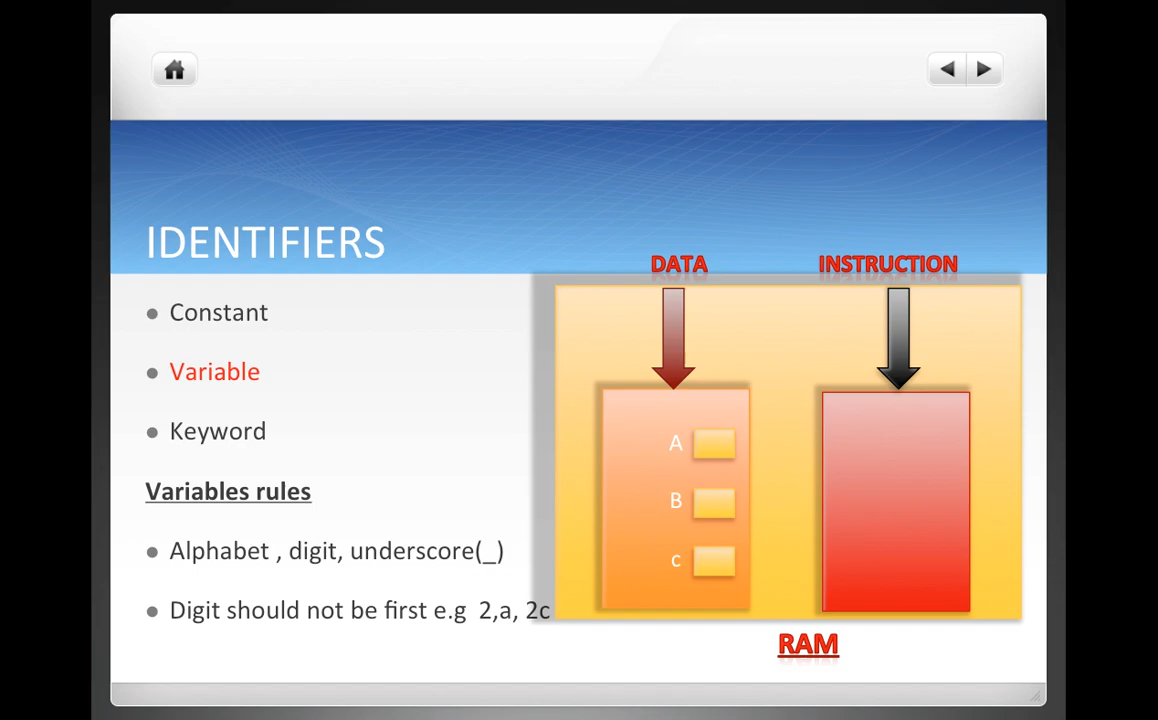 IDENTIFIERS
DATA
INSTRUCTION
Constant
Variable
Keyword
Variables rules
Alphabet , digit, underscore(_)
Digit should not be first e.g 2,a, 2c
A
B
c
RAM